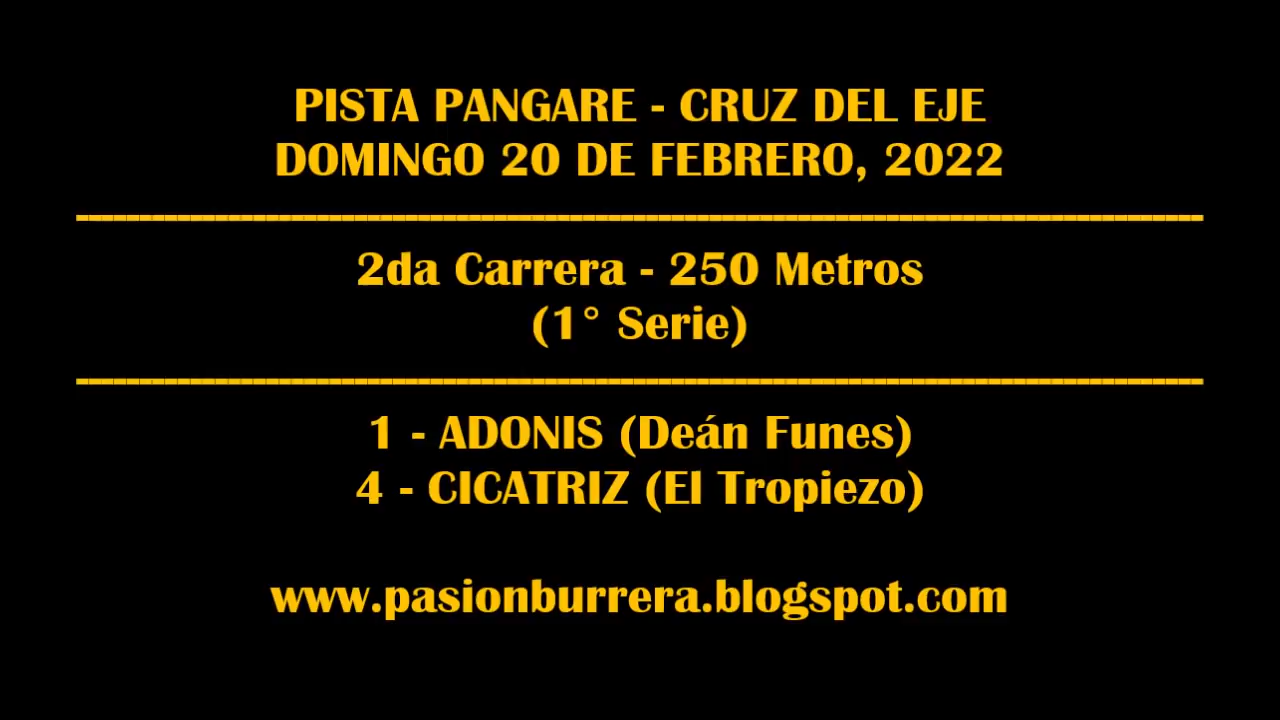 PISTA PANGARE - CRUZ DEL EJE
DOMINGO 20 DE FEBRERO, 2022
2da Carrera - 250 Metros
(1° Serie)
1 - ADONIS (Deán Funes)
4 - CICATRIZ (El Tropiezo)
www.pasionburrera.blogspot.com